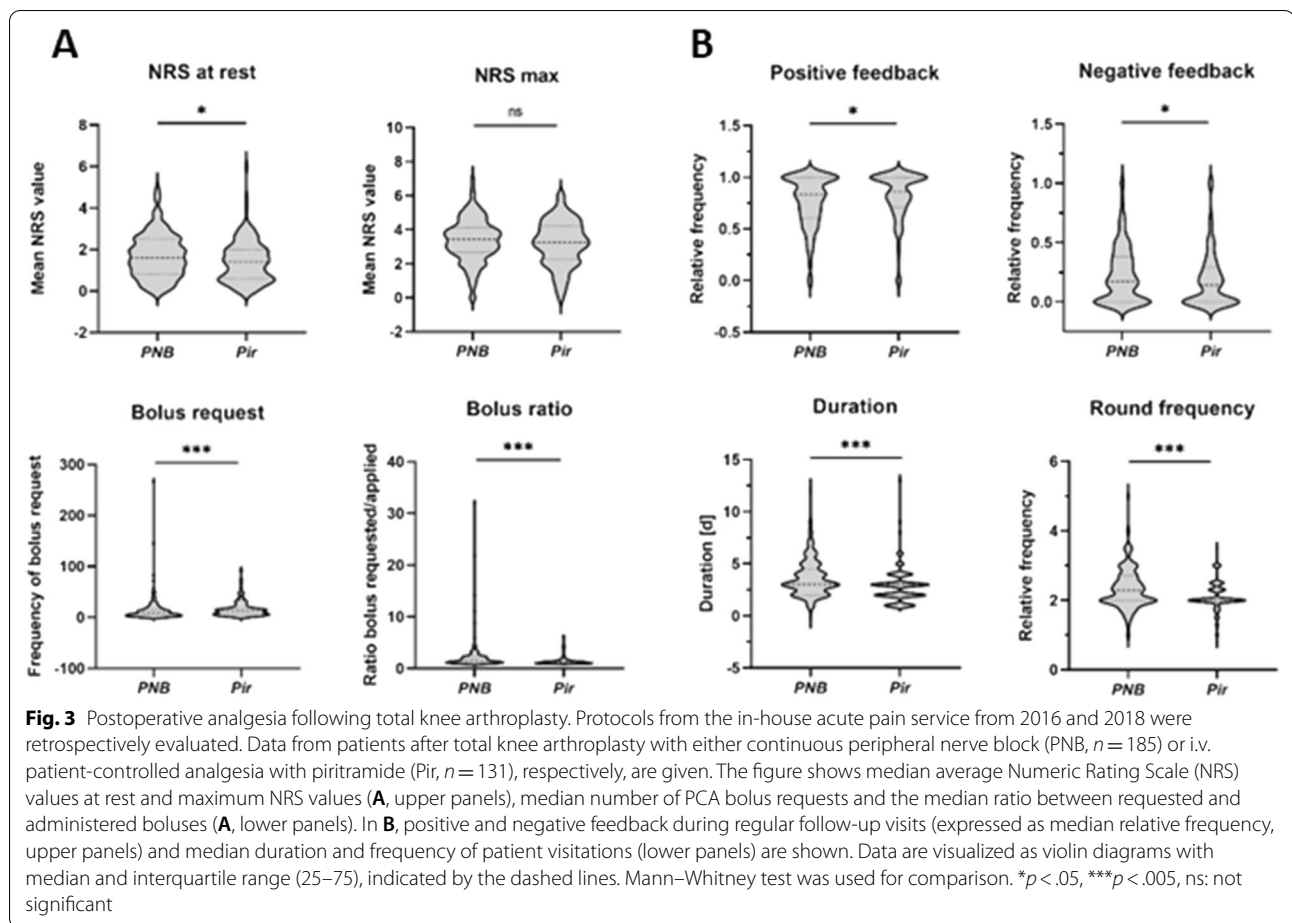 A
B
NRS at rest
NRS max
Positive feedback
Negative feedback
*
ns
*
*
Mean NRS value
8
6
4
2
0
-2
PNB
Pir
Mean NRS value
10
8
6
4
2
0
-2
PNB
Pir
Relative frequency
1.5
1.0
0.5
0.0
-0.5
PNB
Pir
Relative frequency
1.5
1.0
0.5
0.0
PNB
Pir
Bolus request
Bolus ratio
Duration
Round frequency
***
***
***
***
Frequency of bolus request
300
200
100
0
-100
PNB
Pir
Ratio bolus requested/applied
40
30
20
10
0
PNB
Pir
Duration [d]
15
10
5
0
-5
PNB
Pir
Relative frequency
6
4
2
0
PNB
Pir
Fig. 3 Postoperative analgesia following total knee arthroplasty. Protocols from the in-house acute pain service from 2016 and 2018 were
retrospectively evaluated. Data from patients after total knee arthroplasty with either continuous peripheral nerve block (PNB, n = 185) or i.v.
patient-controlled analgesia with piritramide (Pir, n = 131), respectively, are given. The figure shows median average Numeric Rating Scale (NRS)
values at rest and maximum NRS values (A, upper panels), median number of PCA bolus requests and the median ratio between requested and
administered boluses (A, lower panels). In B, positive and negative feedback during regular follow-up visits (expressed as median relative frequency,
upper panels) and median duration and frequency of patient visitations (lower panels) are shown. Data are visualized as violin diagrams with
median and interquartile range (25–75), indicated by the dashed lines. Mann–Whitney test was used for comparison. *p < .05, ***p < .005, ns: not
significant